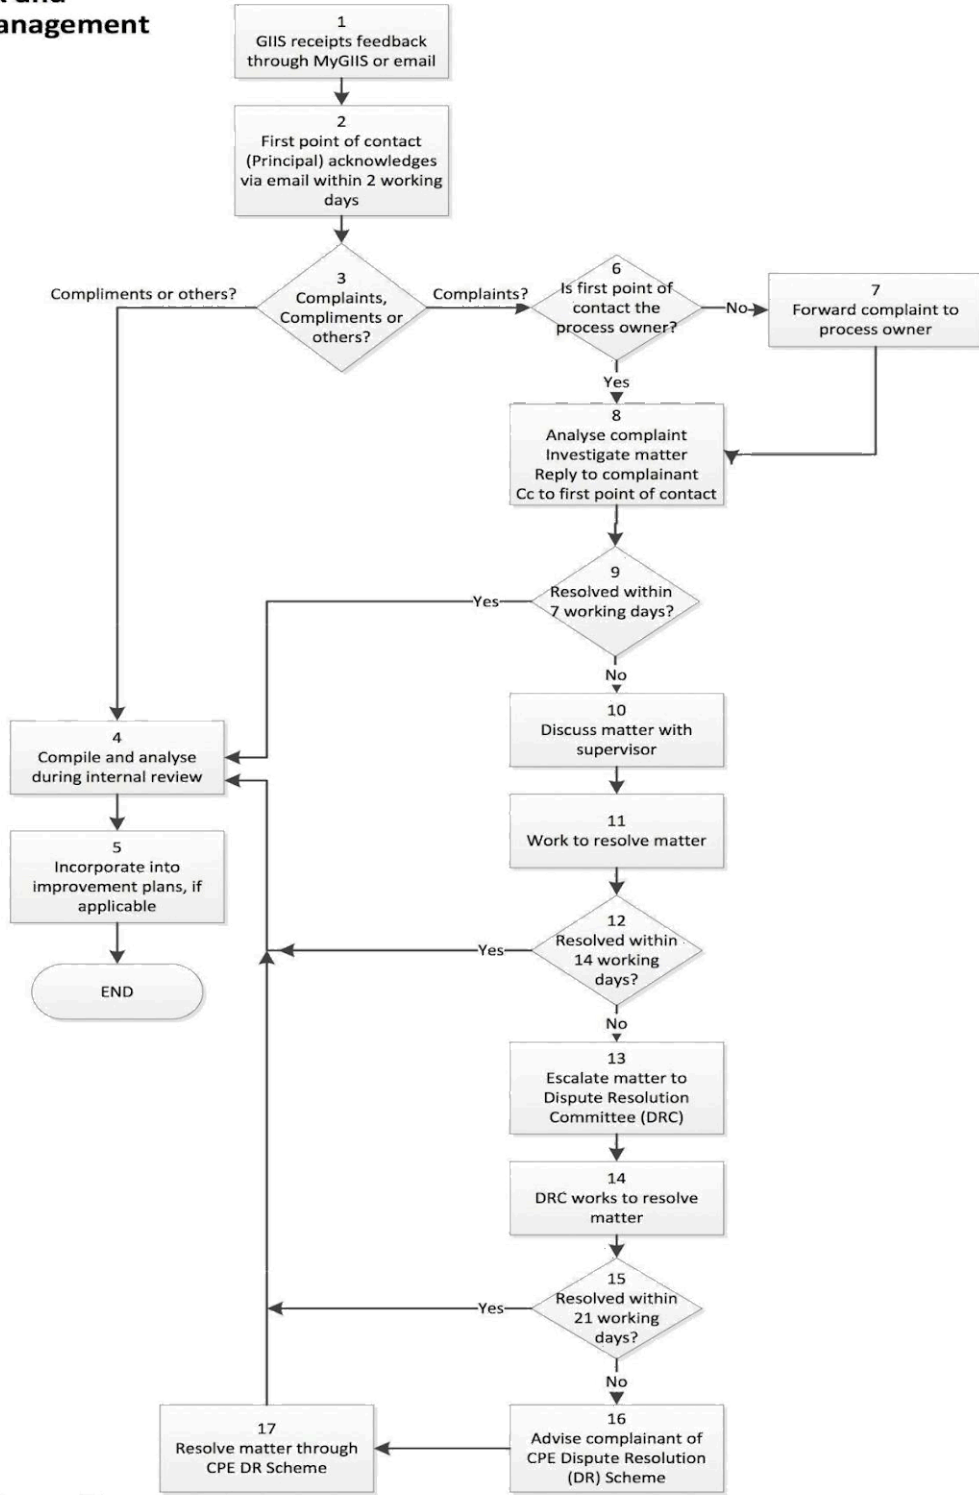 anagement
1
GIIS receipts feedback
through MyGIIS or email
2
First point of contact
(Principal) acknowledges
via email within 2 working
days
3
Complaints,
Compliments or
others?
Compliments or others?
Complaints?
6
Is first point of
contact the
process owner?
No
7
Forward complaint to
process owner
Yes
8
Analyse complaint
Investigate matter
Reply to complainant
Cc to first point of contact
9
Resolved within
7 working days?
Yes
No
10
Discuss matter with
supervisor
4
Compile and analyse
during internal review
11
Work to resolve matter
5
Incorporate into
improvement plans, if
applicable
12
Resolved within
14 working
days?
Yes
END
No
13
Escalate matter to
Dispute Resolution
Committee (DRC)
14
DRC works to resolve
matter
15
Resolved within
21 working
days?
Yes
No
16
Advise complainant of
CPE Dispute Resolution
(DR) Scheme
17
Resolve matter through
CPE DR Scheme